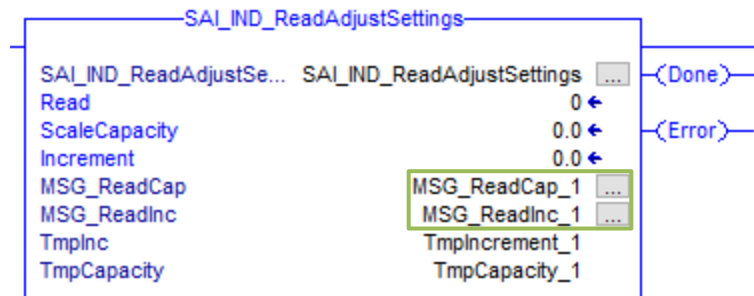 SAI_IND_ReadAdjustSettings
SAI_IND_ReadAdjustSe... SAI_IND_ReadAdjustSettings ... (Done)
Read 0
ScaleCapacity 0.0 (Error)
Increment 0.0
MSG_ReadCap MSG_ReadCap_1 ...
MSG_ReadInc MSG_ReadInc_1 ...
TmpInc TmpIncrement_1
TmpCapacity TmpCapacity_1